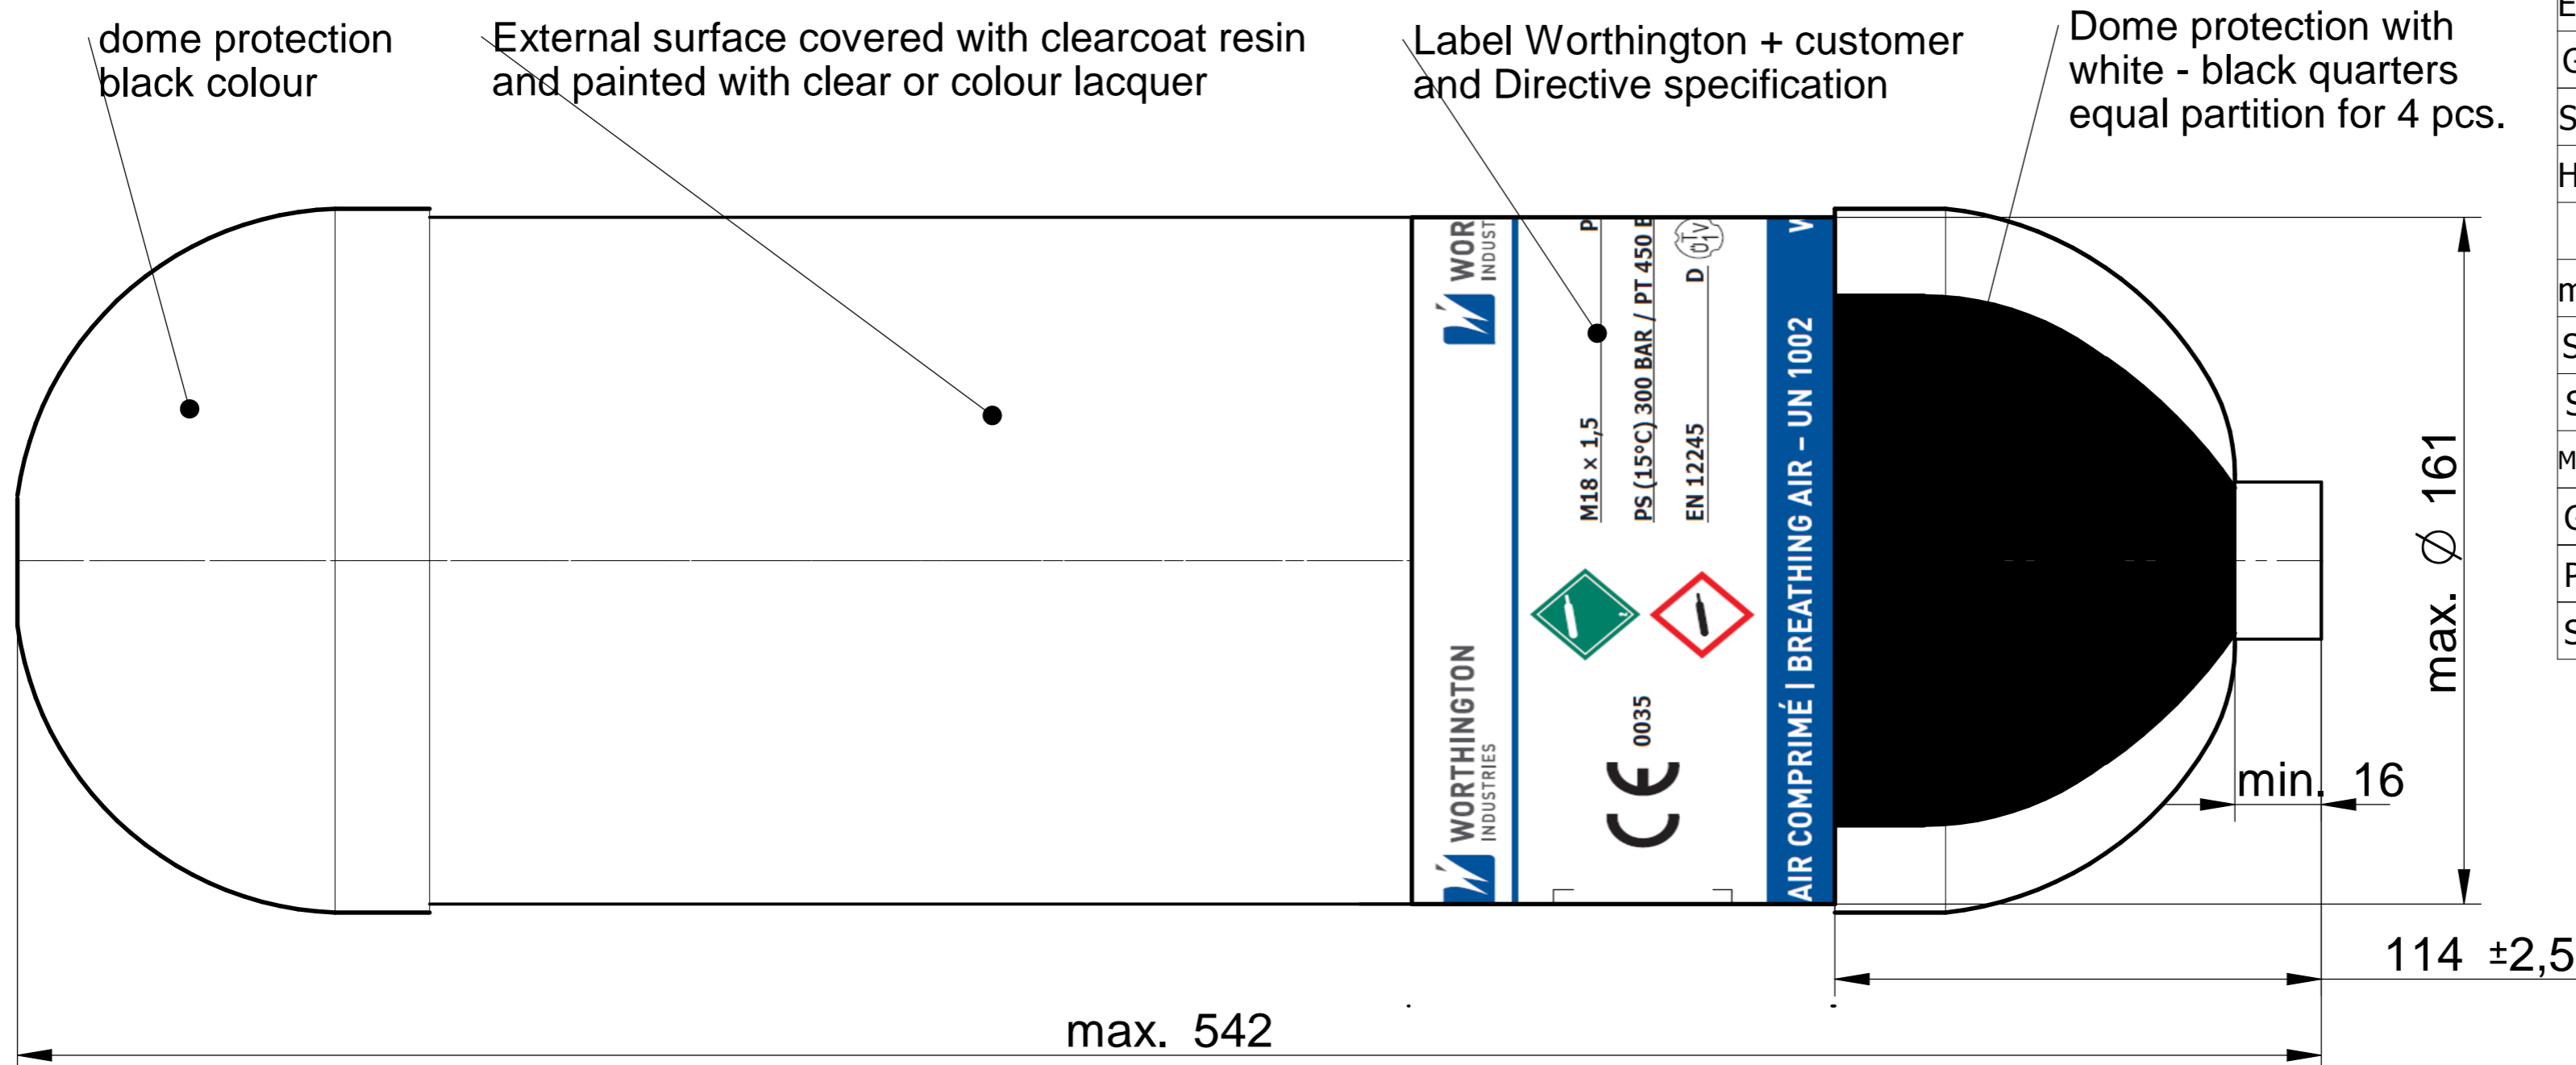 dome protection
black colour
External surface covered with clearcoat resin
and painted with clear or colour lacquer
Label Worthington + customer
and Directive specification
Dome protection with
white - black quarters
equal partition for 4 pcs.
WOR
INDUST
WORTHINGTON
INDUSTRIES
M18 x 1,5
P
PS (15°C) 300 BAR / PT 450 B
EN 12245
D
0035
CE
AIR COMPRIMÉ | BREATHING AIR – UN 1002
max. Ø 161
min. 16
114 ±2,5
max. 542